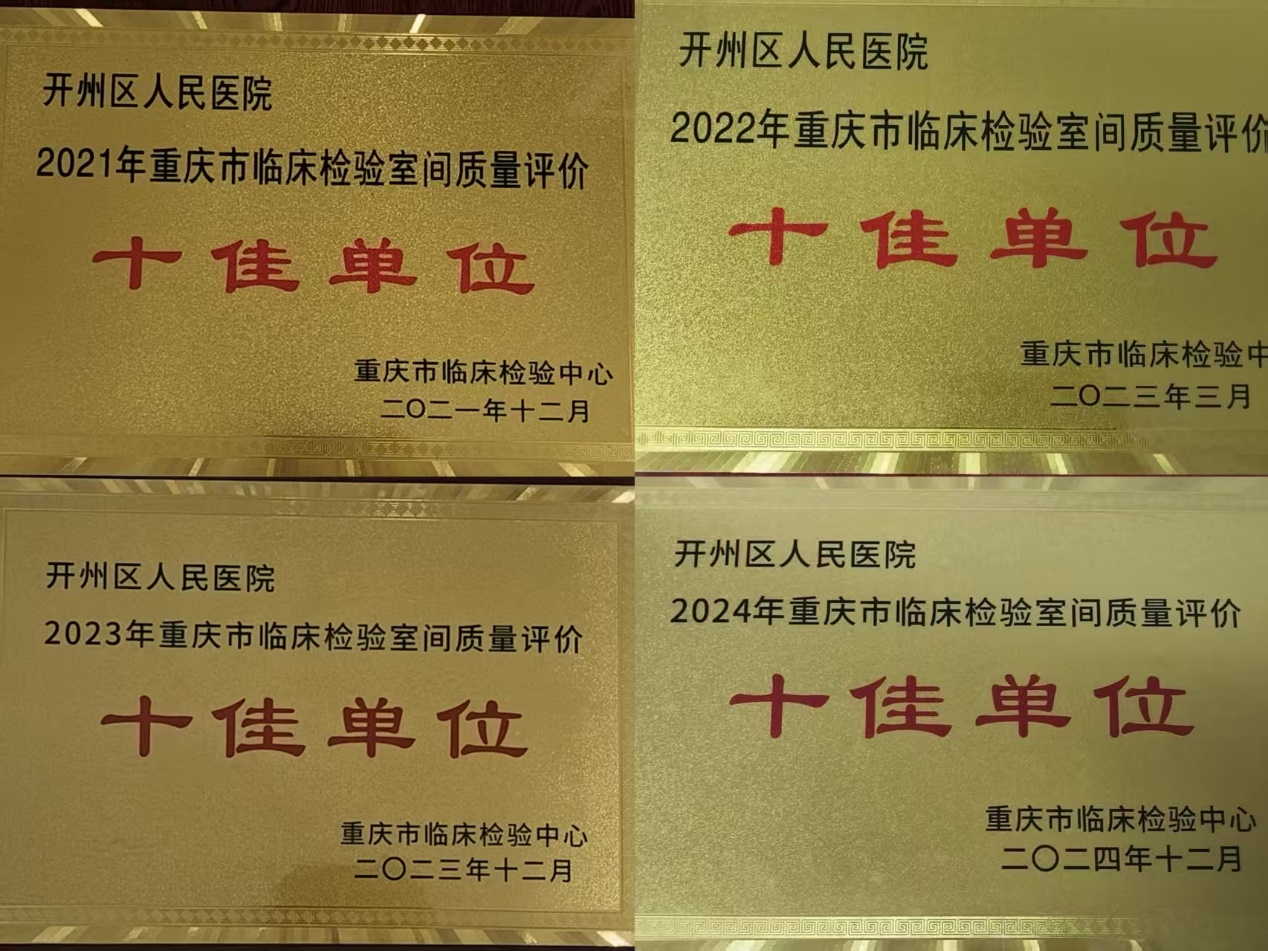 开州区人民医院
2021年重庆市临床检验室间质量评价
十佳单位
重庆市临床检验中心
二〇二一年十二月
开州区人民医院
2022年重庆市临床检验室间质量评价
十佳单位
重庆市临床检验中
二〇二三年三月
开州区人民医院
2023年重庆市临床检验室间质量评价
十佳单位
重庆市临床检验中心
二〇二三年十二月
开州区人民医院
2024年重庆市临床检验室间质量评价
十佳单位
重庆市临床检验中心
二〇二四年十二月